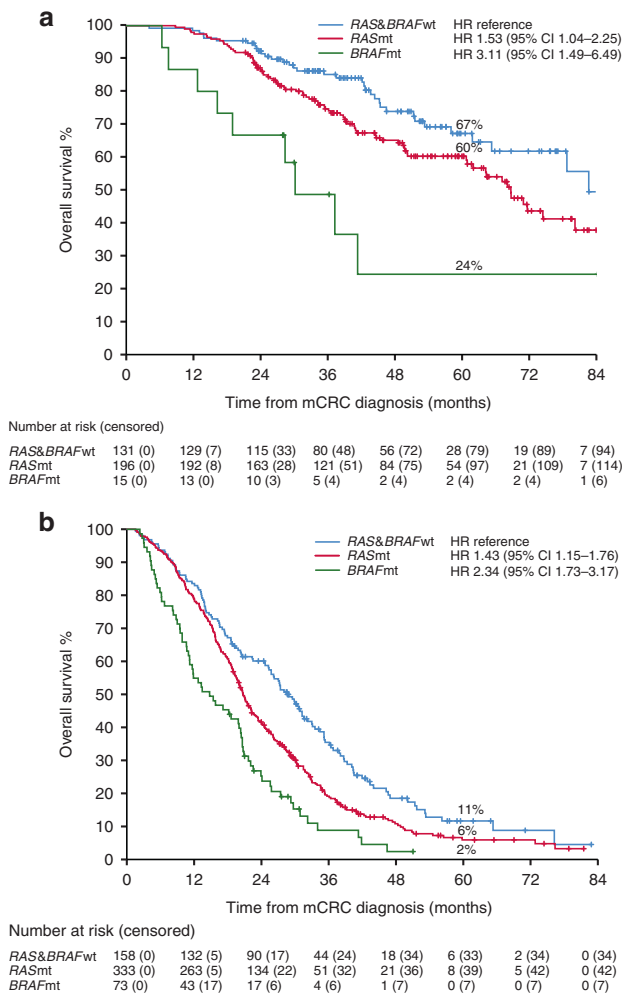 a
RAS&BRAFwt HR reference
RASmt HR 1.53 (95% CI 1.04–2.25)
BRAFmt HR 3.11 (95% CI 1.49–6.49)
100
90
80
70
60
50
40
30
20
10
0
Overall survival %
67%
60%
24%
0 12 24 36 48 60 72 84
Time from mCRC diagnosis (months)
Number at risk (censored)
RAS&BRAFwt 131 (0) 129 (7) 115 (33) 80 (48) 56 (72) 28 (79) 19 (89) 7 (94)
RASmt 196 (0) 192 (8) 163 (28) 121 (51) 84 (75) 54 (97) 21 (109) 7 (114)
BRAFmt 15 (0) 13 (0) 10 (3) 5 (4) 2 (4) 2 (4) 2 (4) 1 (6)
b
RAS&BRAFwt HR reference
RASmt HR 1.43 (95% CI 1.15–1.76)
BRAFmt HR 2.34 (95% CI 1.73–3.17)
100
90
80
70
60
50
40
30
20
10
0
Overall survival %
11%
6%
2%
0 12 24 36 48 60 72 84
Time from mCRC diagnosis (months)
Number at risk (censored)
RAS&BRAFwt 158 (0) 132 (5) 90 (17) 44 (24) 18 (34) 6 (33) 2 (34) 0 (34)
RASmt 333 (0) 263 (5) 134 (22) 51 (32) 21 (36) 8 (39) 5 (42) 0 (42)
BRAFmt 73 (0) 43 (17) 17 (6) 4 (6) 1 (7) 0 (7) 0 (7) 0 (7)